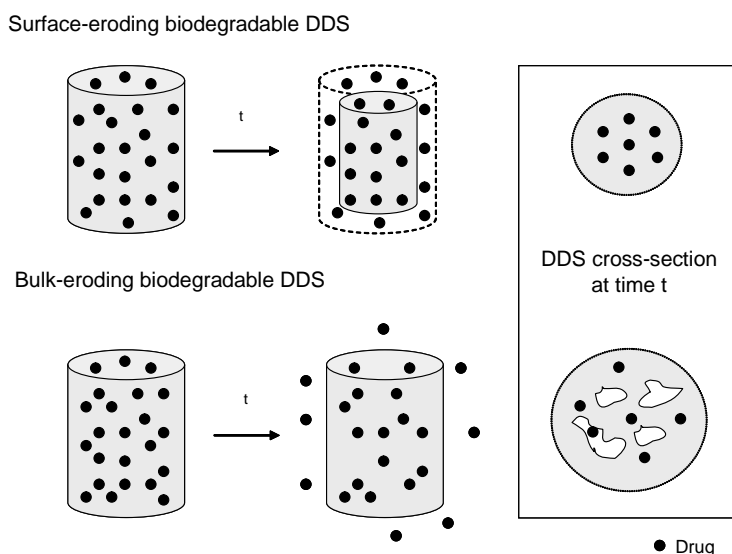 Surface-eroding biodegradable DDS
t
DDS cross-section
at time t
Bulk-eroding biodegradable DDS
t
Drug